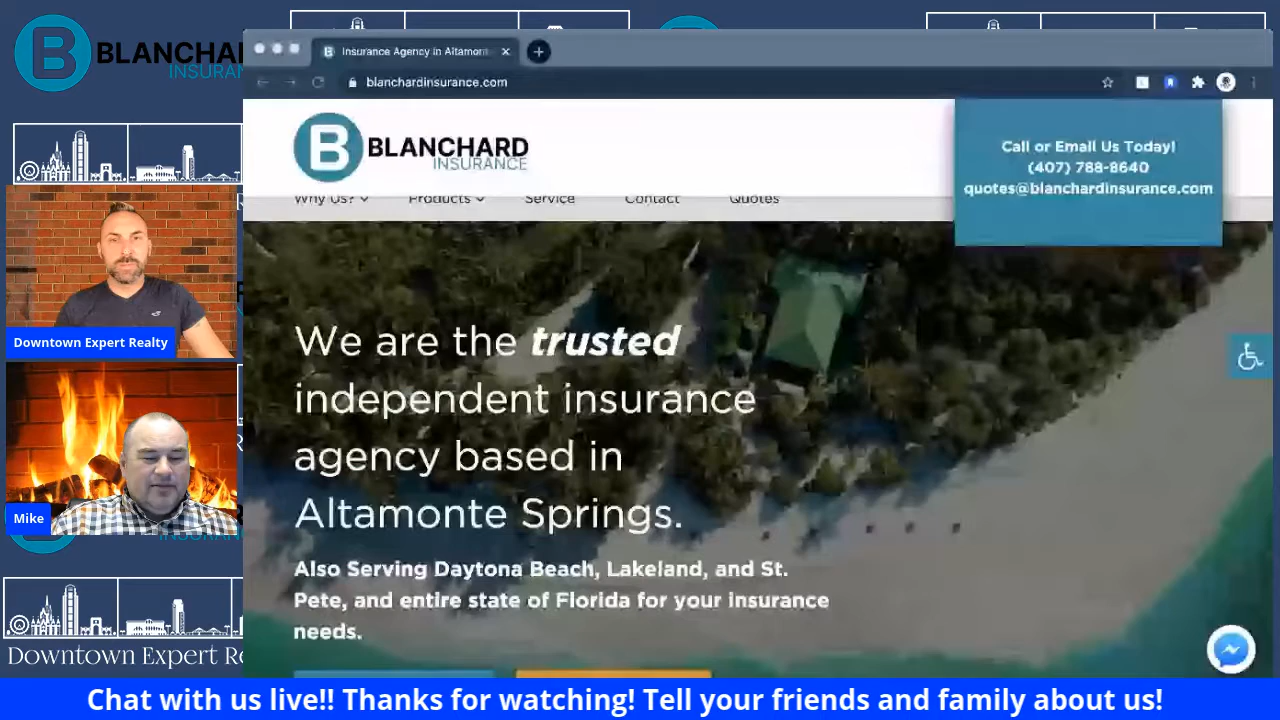 BLANCHA
INSURAN
Insurance Agency in Altamont
blanchardinsurance.com
B BLANCHARD
INSURANCE
Call or Email Us Today!
(407) 788-8640
quotes@blanchardinsurance.com
Why Us?
Products
Service
Contact
Quotes
Downtown Expert Realty
Mike
We are the trusted
independent insurance
agency based in
Altamonte Springs.
Also Serving Daytona Beach, Lakeland, and St.
Pete, and entire state of Florida for your insurance
needs.
Downtown Expert Re
Chat with us live!! Thanks for watching! Tell your friends and family about us!